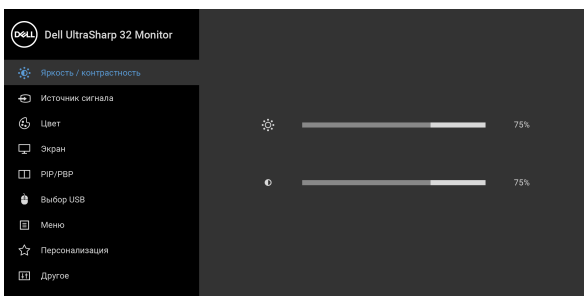 DELL
Dell UltraSharp 32 Monitor
Яркость / контрастность
Источник сигнала
Цвет
Экран
PIP/PBP
Выбор USB
Меню
Персонализация
Другое
75%
75%